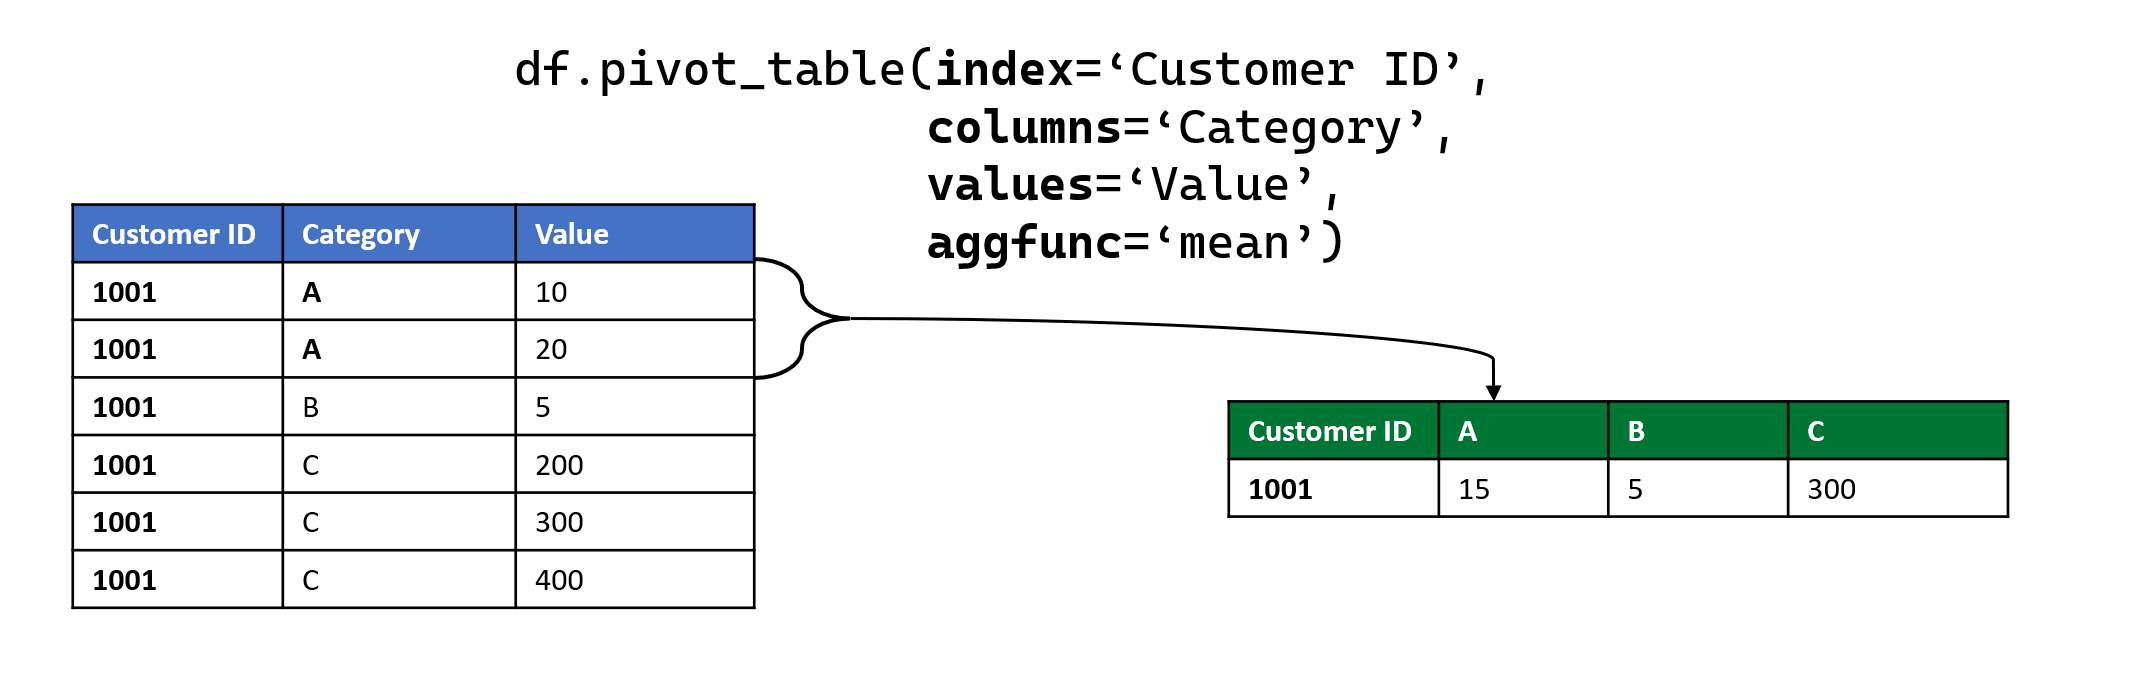 df.pivot_table(index=‘Customer ID’,
columns=‘Category’,
values=‘Value’,
aggfunc=‘mean’)
Customer ID Category Value
1001 A 10
1001 A 20
1001 B 5
1001 C 200
1001 C 300
1001 C 400
Customer ID A B C
1001 15 5 300